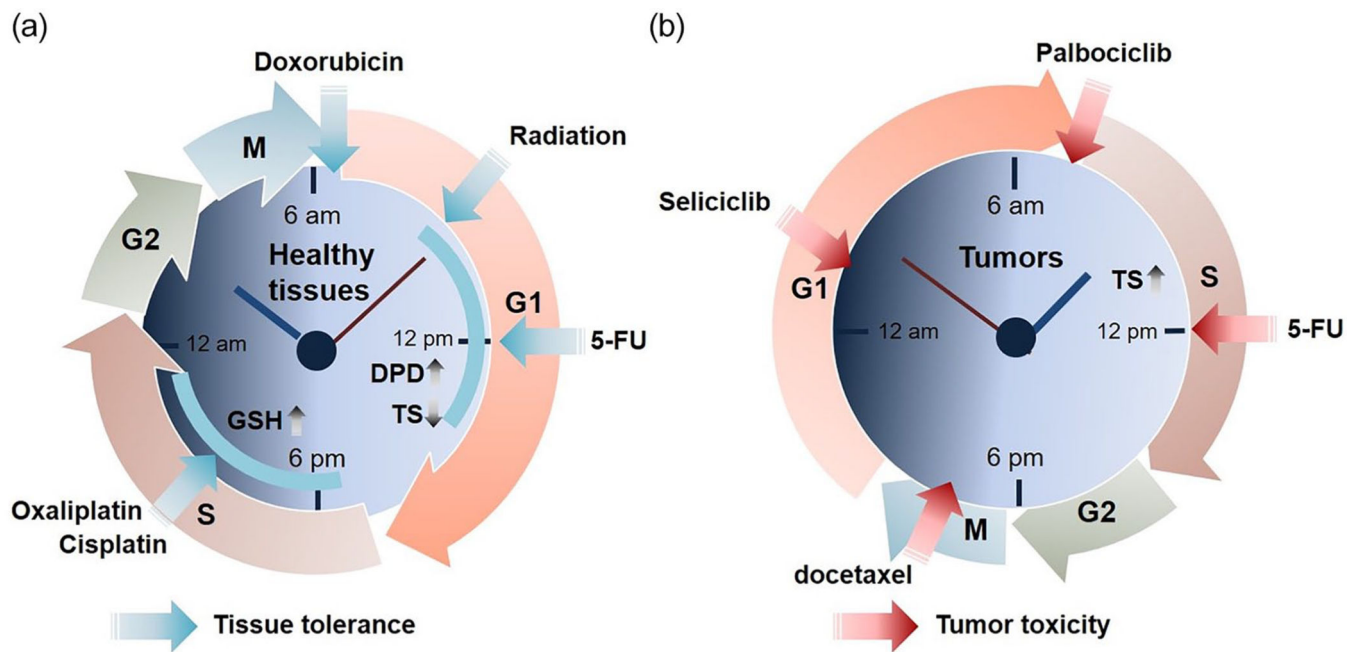 (a)
Doxorubicin
Radiation
M
6 am
G2
Healthy
tissues
G1
12 am
12 pm
5-FU
DPD
TS
GSH
6 pm
Oxaliplatin
Cisplatin
S
Tissue tolerance
(b)
Palbociclib
Seliciclib
6 am
Tumors
TS
S
G1
12 am
12 pm
5-FU
6 pm
G2
M
docetaxel
Tumor toxicity